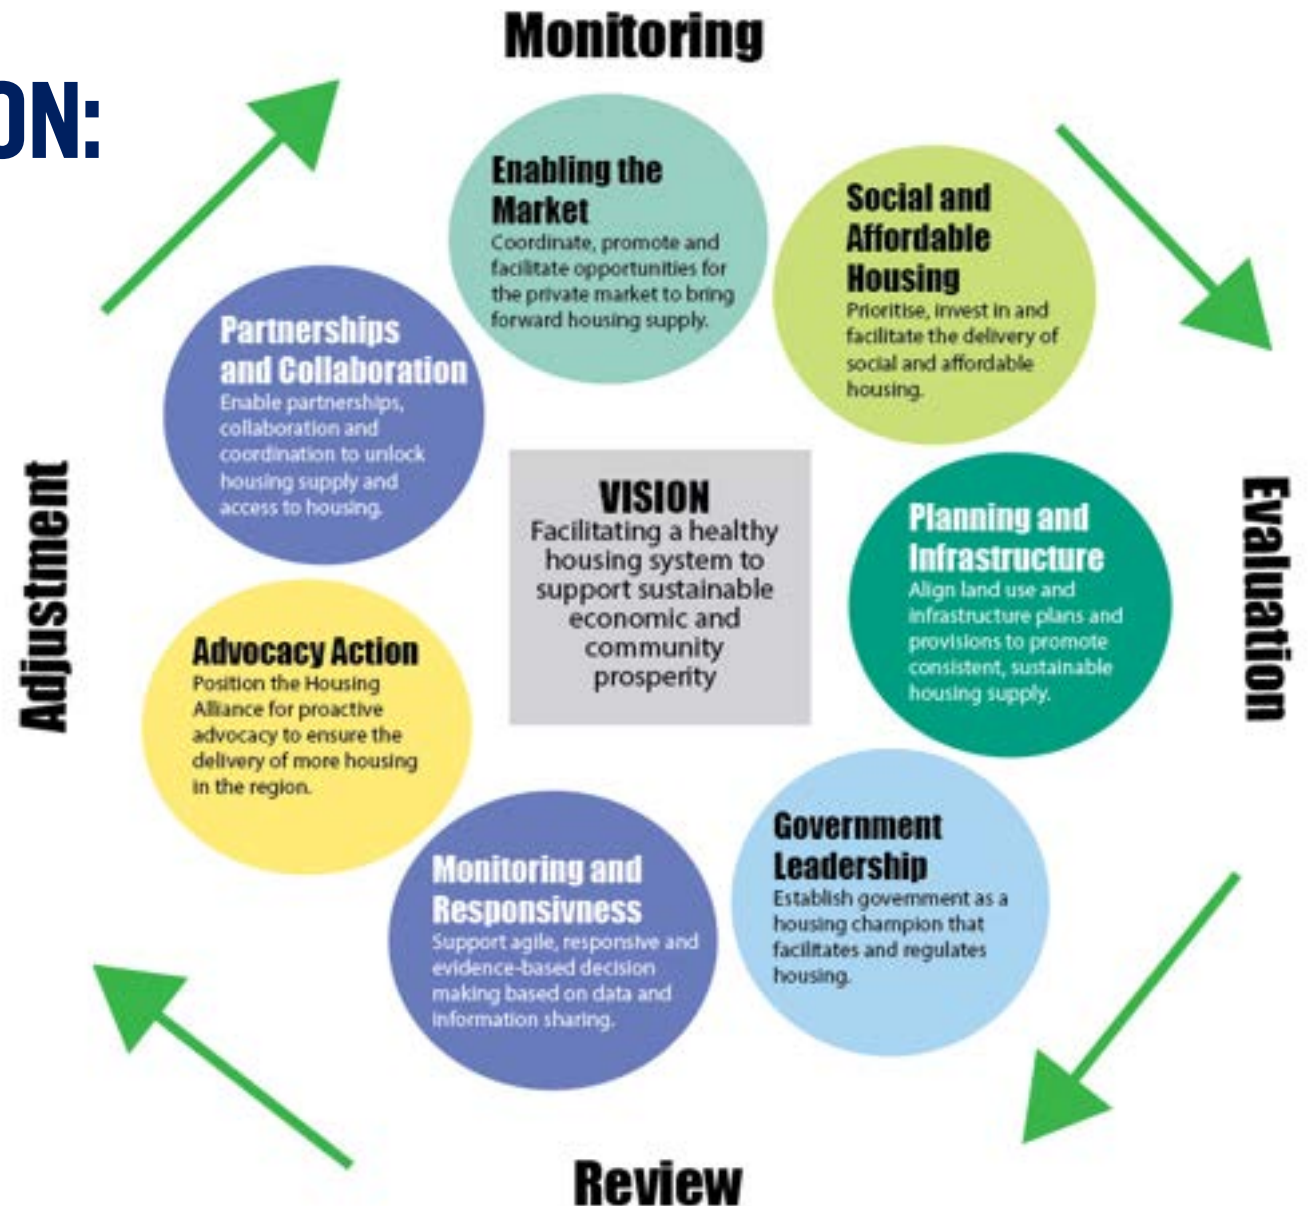 Monitoring
ON:
Enabling the
Market
Coordinate, promote and
facilitate opportunities for
the private market to bring
forward housing supply.
Social and
Affordable
Housing
Prioritise, invest in and
facilitate the delivery of
social and affordable
housing.
Partnerships
and Collaboration
Enable partnerships,
collaboration and
coordination to unlock
housing supply and
access to housing.
VISION
Facilitating a healthy
housing system to
support sustainable
economic and
community
prosperity
Planning and
Infrastructure
Align land use and
infrastructure plans and
provisions to promote
consistent, sustainable
housing supply.
Adjustment
Evaluation
Advocacy Action
Position the Housing
Alliance for proactive
advocacy to ensure the
delivery of more housing
in the region.
Government
Leadership
Establish government as a
housing champion that
facilitates and regulates
housing.
Monitoring and
Responsivness
Support agile, responsive and
evidence-based decision
making based on data and
information sharing.
Review